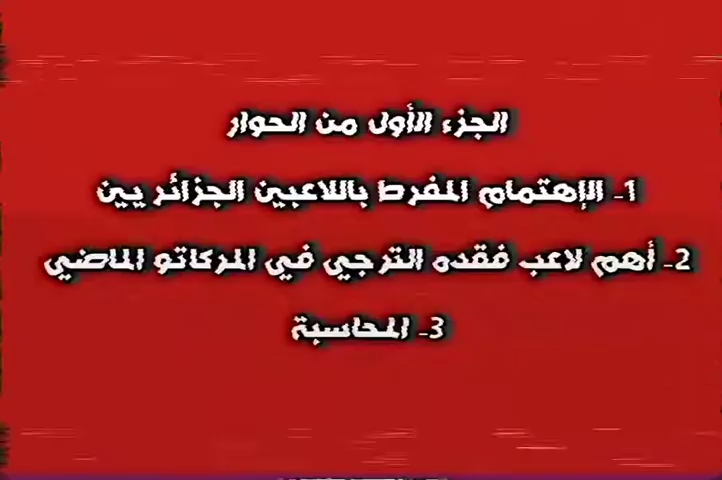 الجزء الأول من الحوار
1- الإهتمام المفرط باللاعبين الجزائريين
2- أهم لاعب فقده الترجي في المركاتو الماضي
3- المحاسبة